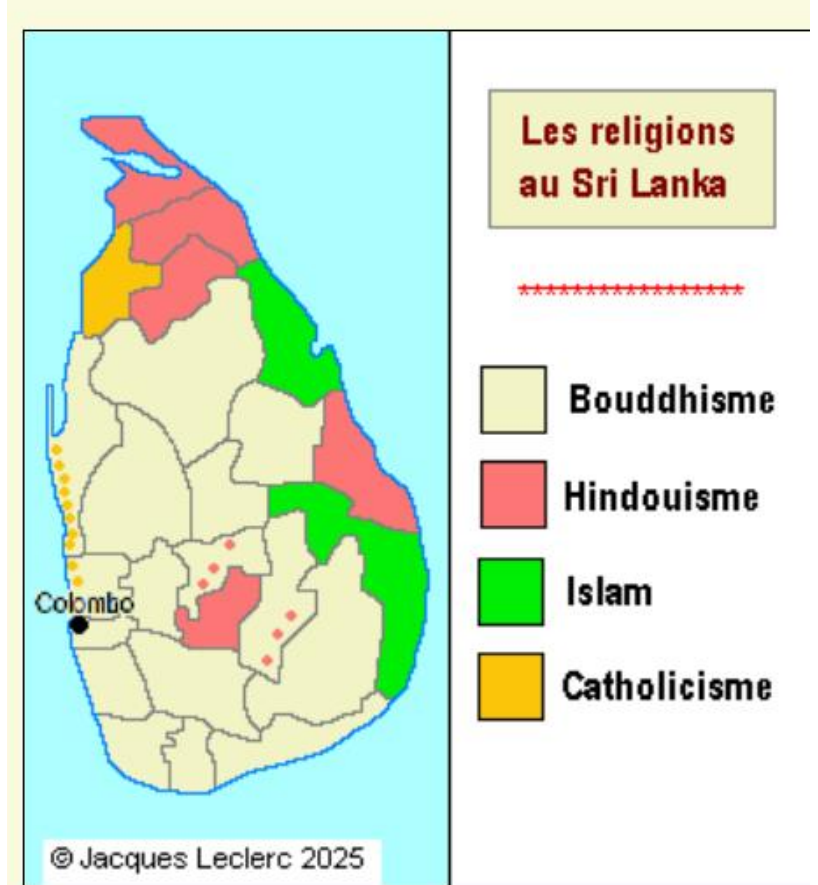 Les religions
au Sri Lanka
*****************
Bouddhisme
Hindouisme
Islam
Catholicisme
Colombo
© Jacques Leclerc 2025